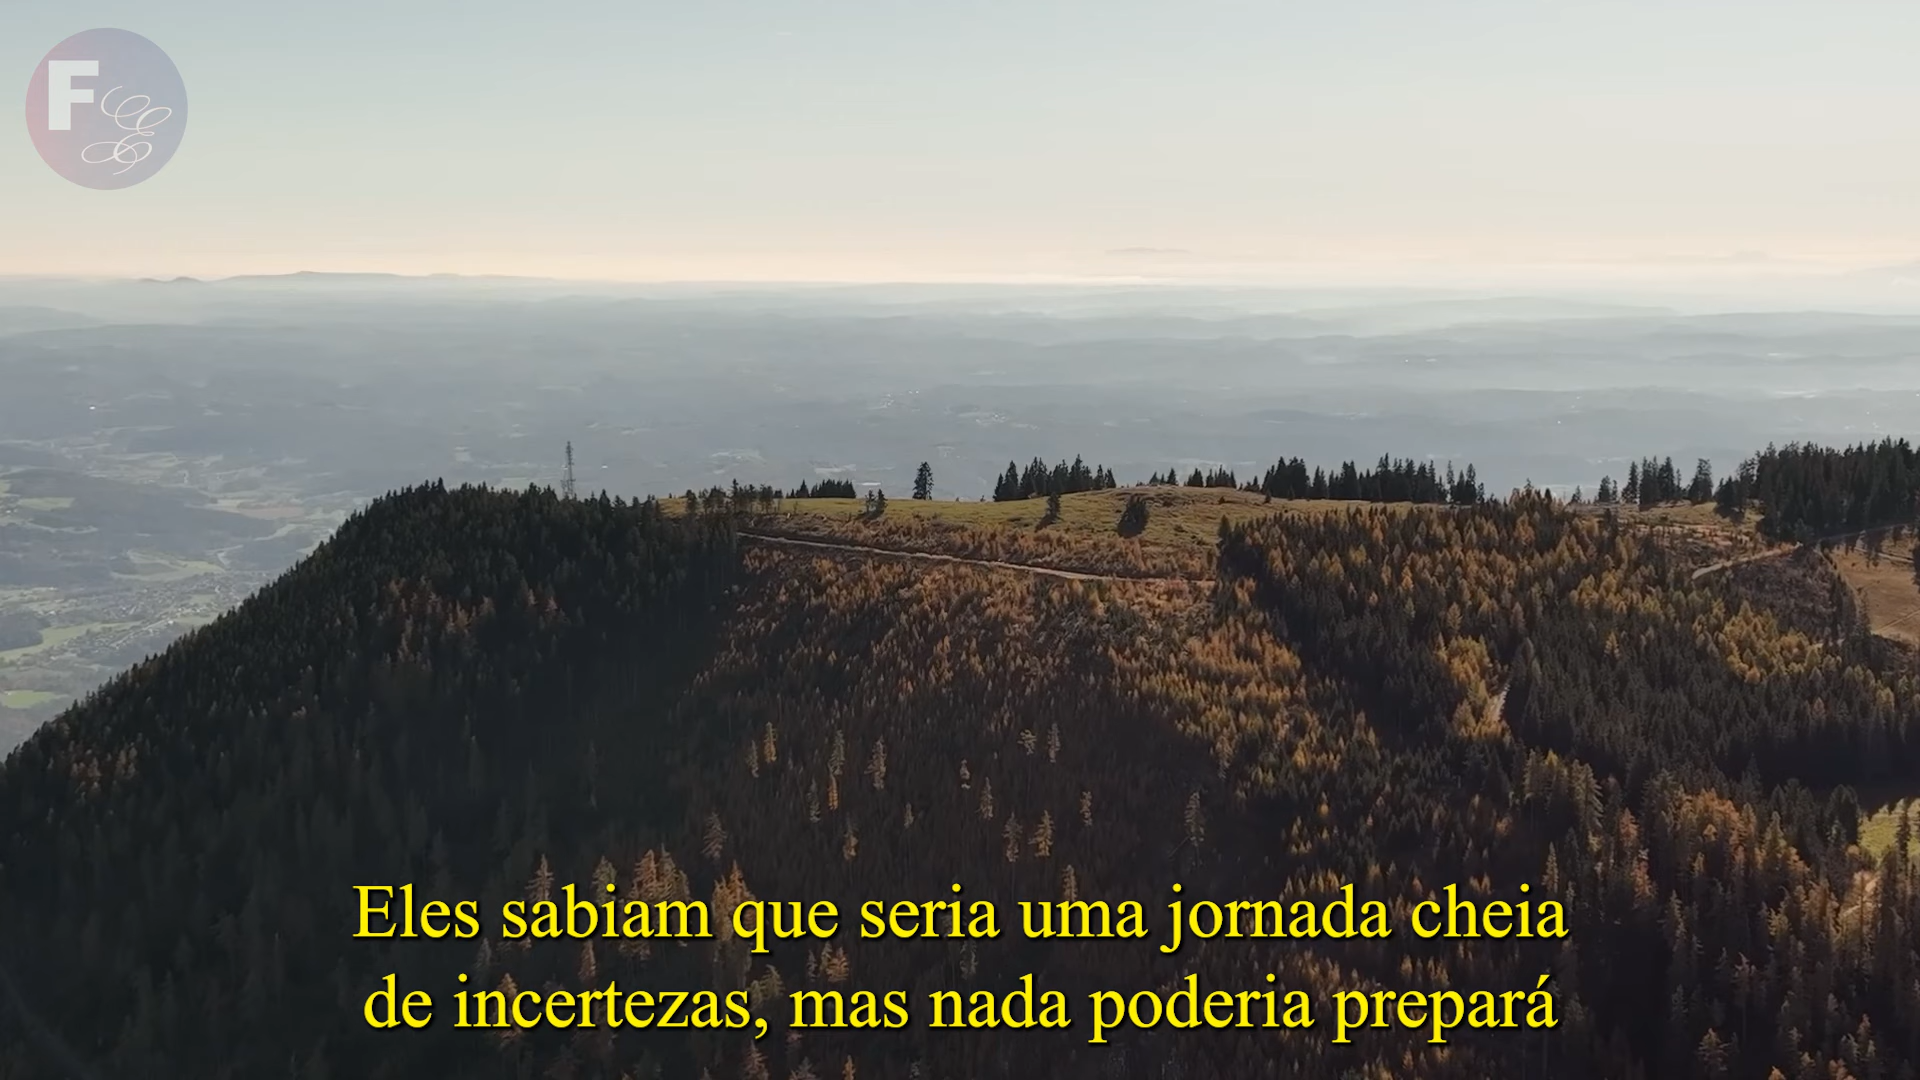 F
Eles sabiam que seria uma jornada cheia
de incertezas, mas nada poderia prepará